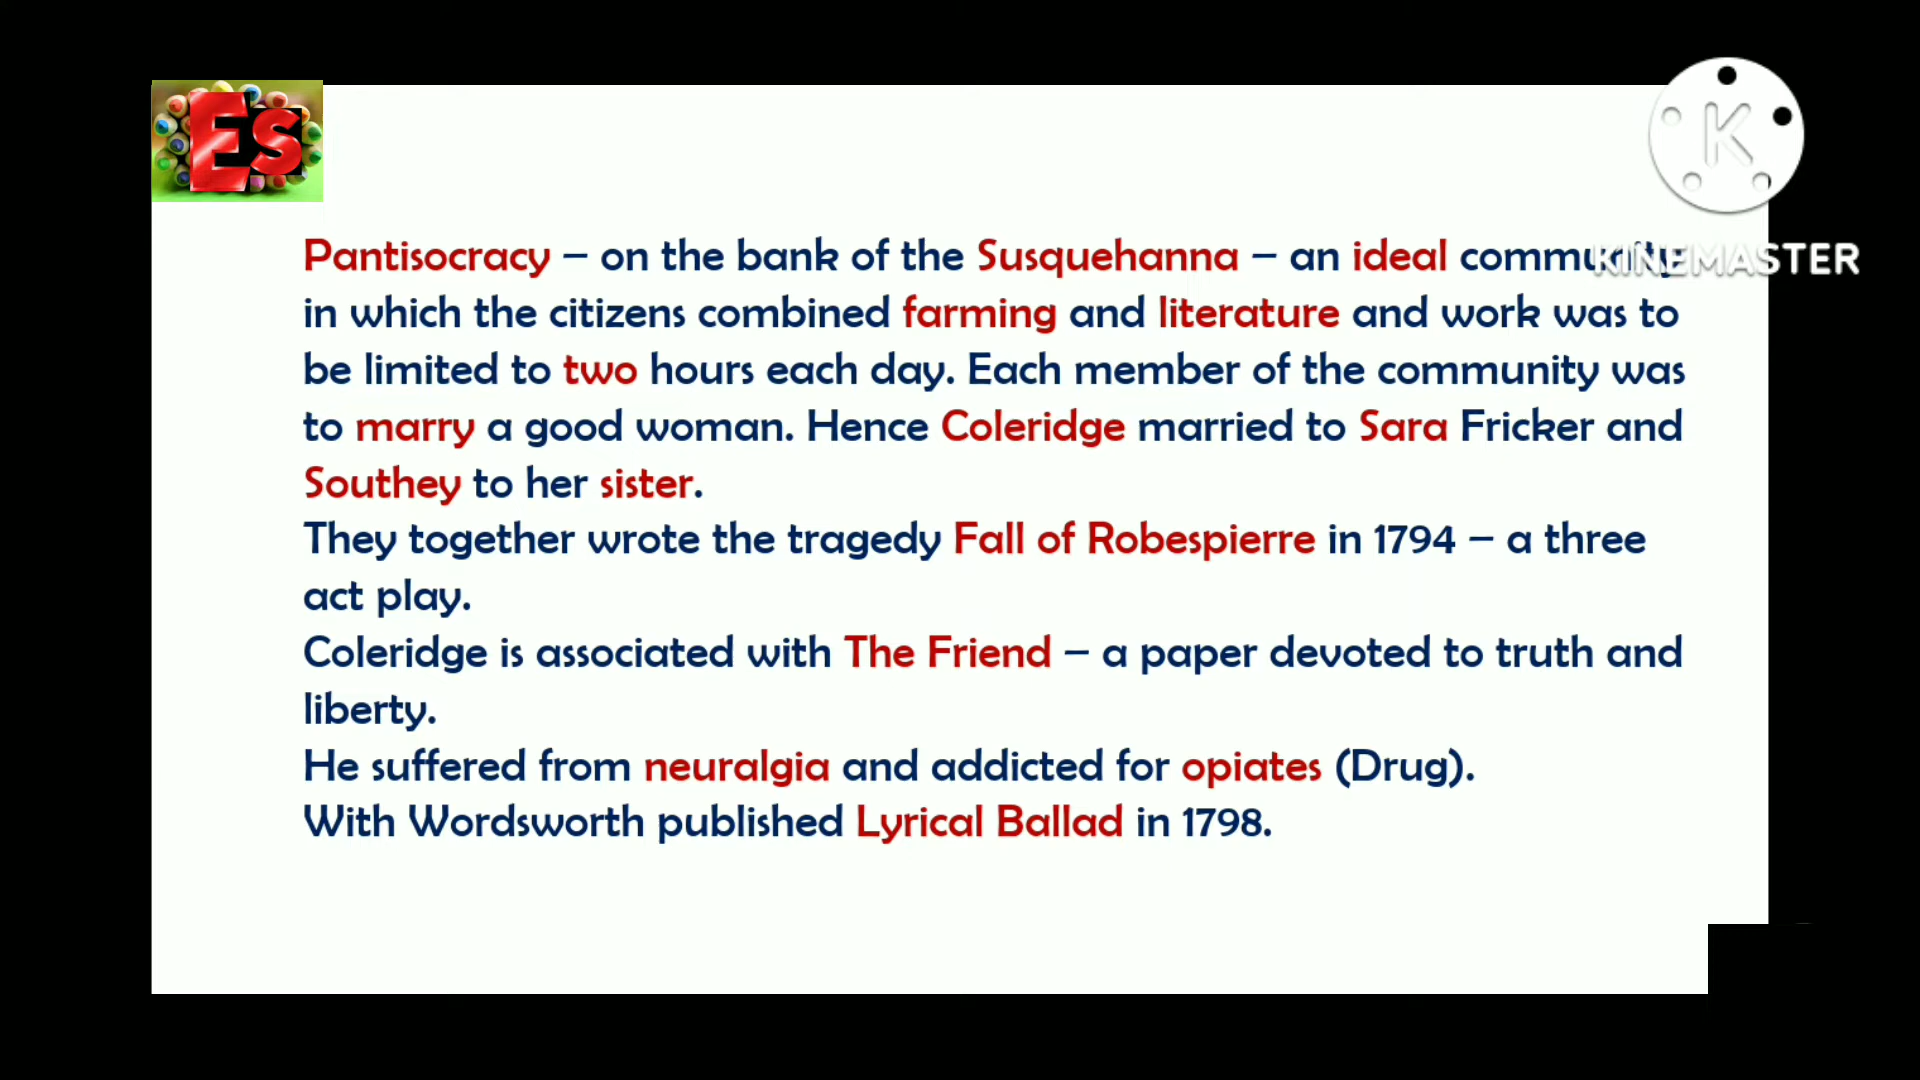 Es
K
KINEMASTER
Pantisocracy – on the bank of the Susquehanna – an ideal community
in which the citizens combined farming and literature and work was to
be limited to two hours each day. Each member of the community was
to marry a good woman. Hence Coleridge married to Sara Fricker and
Southey to her sister.
They together wrote the tragedy Fall of Robespierre in 1794 – a three
act play.
Coleridge is associated with The Friend – a paper devoted to truth and
liberty.
He suffered from neuralgia and addicted for opiates (Drug).
With Wordsworth published Lyrical Ballad in 1798.